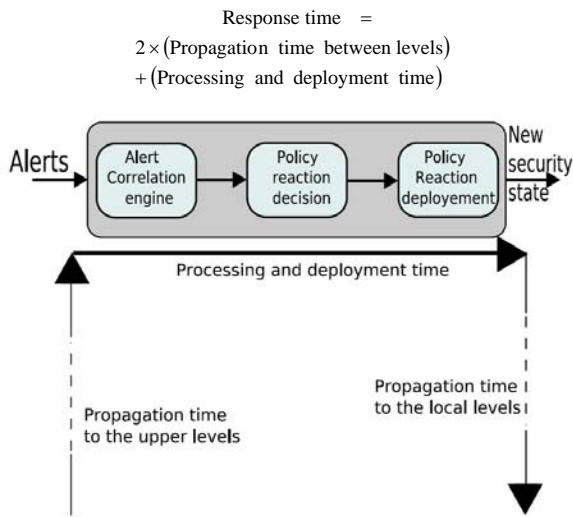 Response time =
2 × (Propagation time between levels)
+ (Processing and deployment time)
Alerts
Alert
Correlation
engine
Policy
reaction
decision
Policy
Reaction
deployement
New
security
state
Processing and deployment time
Propagation time
to the upper levels
Propagation time
to the local levels